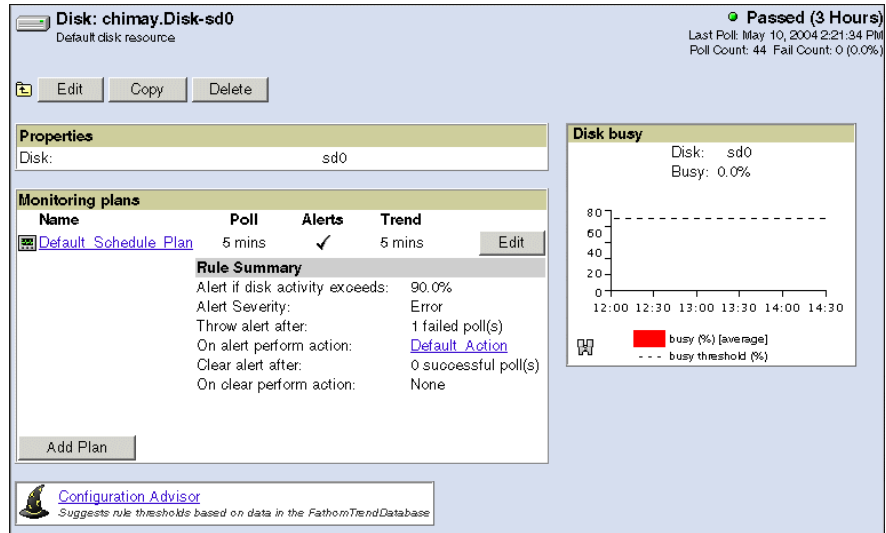 Disk: chimay.Disk-sd0
Default disk resource
Passed (3 Hours)
Last Poll: May 10, 2004 2:21:34 PM
Poll Count: 44 Fail Count: 0 (0.0%)
Edit Copy Delete
Properties
Disk: sd0
Monitoring plans
Name Poll Alerts Trend
Default_Schedule_Plan 5 mins 5 mins Edit
Rule Summary
Alert if disk activity exceeds: 90.0%
Alert Severity: Error
Throw alert after: 1 failed poll(s)
On alert perform action: Default_Action
Clear alert after: 0 successful poll(s)
On clear perform action: None
Add Plan
Disk busy
Disk: sd0
Busy: 0.0%
80
60
40
20
0
12:00 12:30 13:00 13:30 14:00 14:30
busy (%) [average]
busy threshold (%)
Configuration Advisor
Suggests rule thresholds based on data in the FathomTrendDatabase